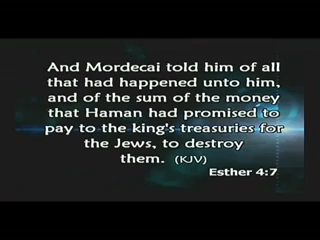 And Mordecai told him of all
that had happened unto him,
and of the sum of the money
that Haman had promised to
pay to the king's treasuries for
the Jews, to destroy
them. (KJV)
Esther 4:7